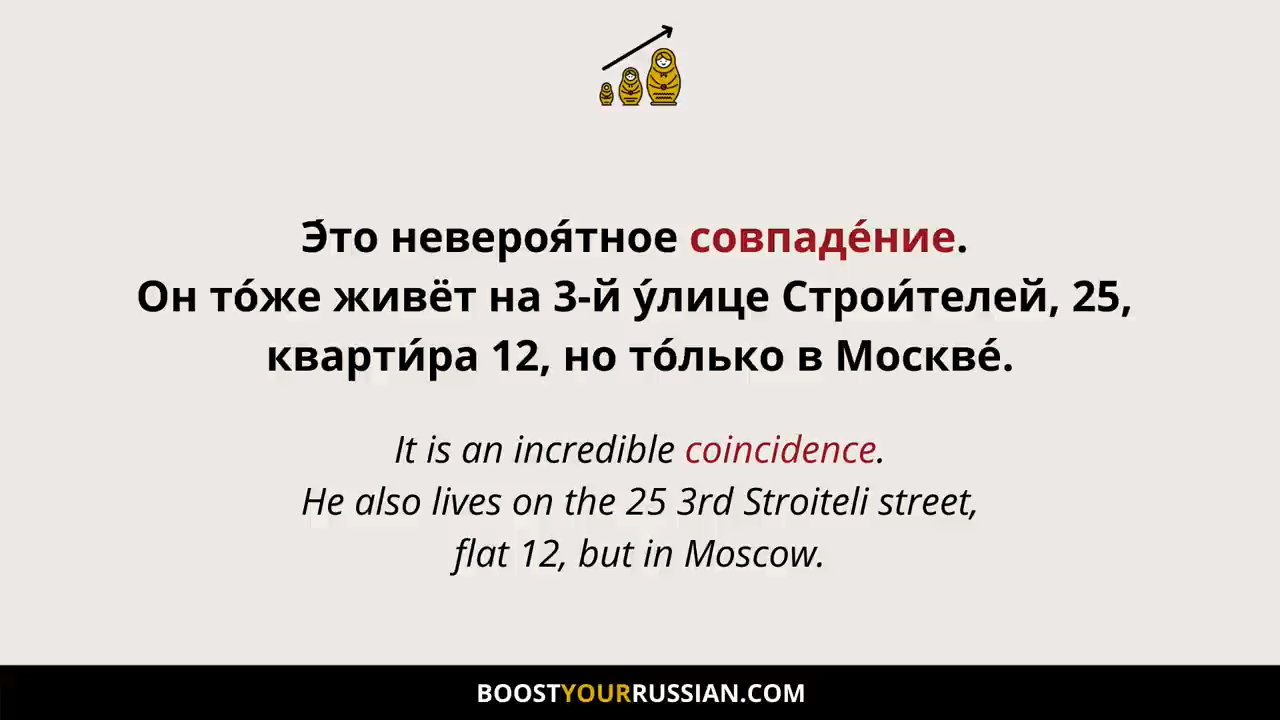 Э́то невероя́тное совпаде́ние.
Он то́же живёт на 3-й у́лице Строи́телей, 25,
кварти́ра 12, но то́лько в Москве́.
It is an incredible coincidence.
He also lives on the 25 3rd Stroiteli street,
flat 12, but in Moscow.
BOOSTYOURRUSSIAN.COM